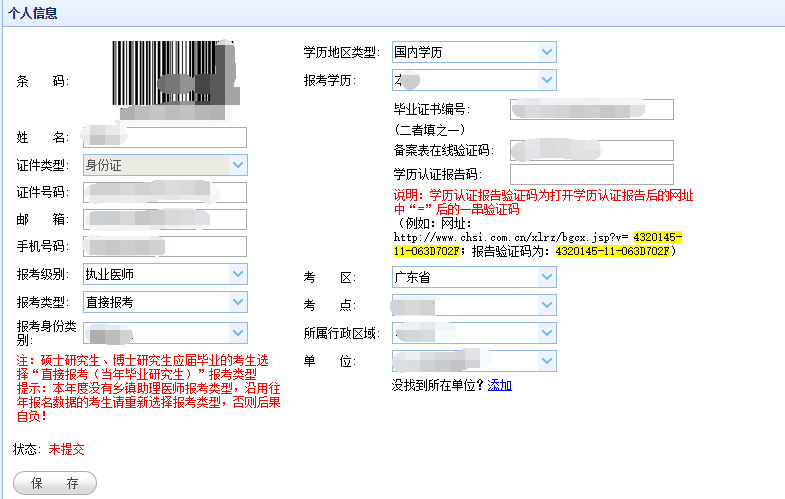 个人信息
条 码:
姓 名:
证件类型: 身份证
证件号码:
邮 箱:
手机号码:
报考级别: 执业医师
报考类型: 直接报考
报考身份类
别:
注: 硕士研究生、博士研究生应届毕业的考生选
择“直接报考（当年毕业研究生）”报考类型
提示: 本年度没有乡镇助理医师报考类型，沿用往
年报名数据的考生请重新选择报考类型，否则后果
自负!
状态: 未提交
保 存
学历地区类型: 国内学历
报考学历:
毕业证书编号:
(二者填之一)
备案表在线验证码:
学历认证报告码:
说明: 学历认证报告验证码为打开学历认证报告后的网址
中“=”后的一串验证码
（例如: 网址:
http://www.chsi.com.cn/xlrz/bgcx.jsp?v= 4320145-
11-063D702F; 报告验证码为: 4320145-11-063D702F）
考 区: 广东省
考 点:
所属行政区域:
单 位:
没找到所在单位? 添加